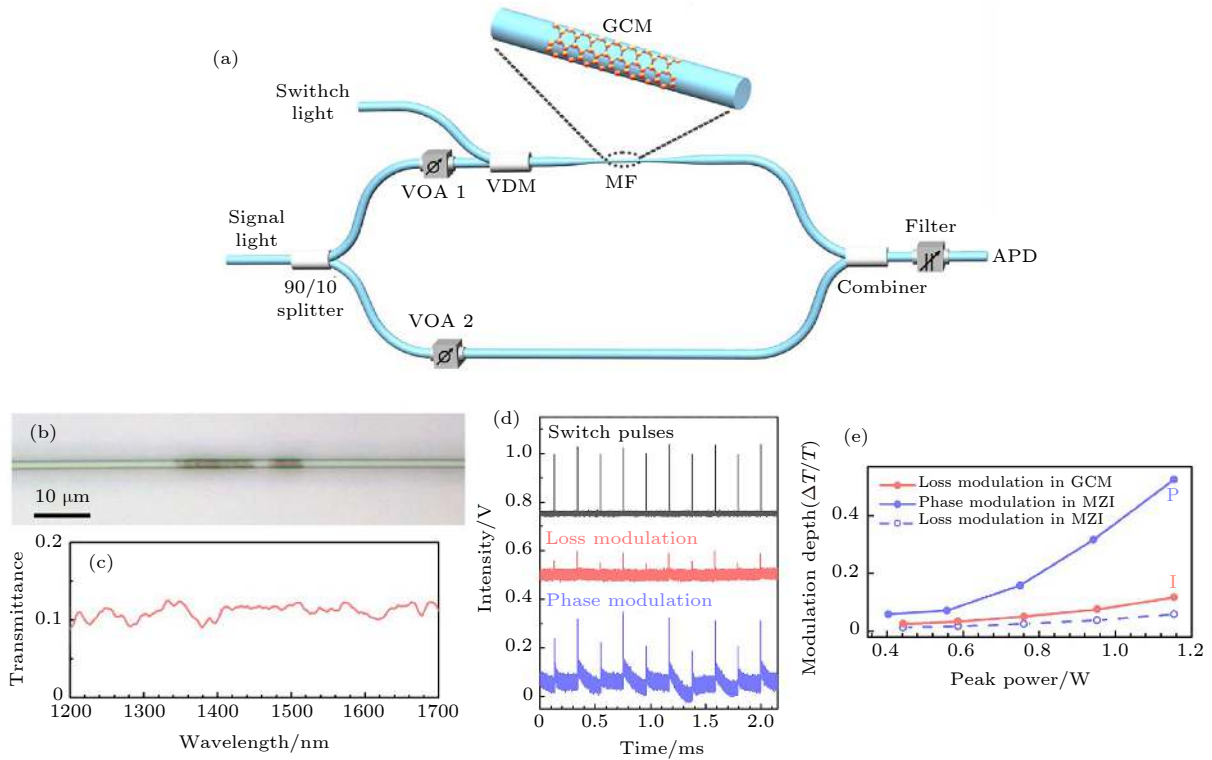 (a)
GCM
Swithch
light
VOA 1
VDM
MF
Signal
light
Filter
APD
90/10
splitter
Combiner
VOA 2
(b)
10 μm
(c)
Transmittance
0.2
0.1
0
1200 1300 1400 1500 1600 1700
Wavelength/nm
(d)
Switch pulses
Loss modulation
Phase modulation
Intensity/V
1.0
0.8
0.6
0.4
0.2
0
0 0.5 1.0 1.5 2.0
Time/ms
(e)
Modulation depth(ΔT/T)
Loss modulation in GCM
Phase modulation in MZI
Loss modulation in MZI
P
I
0.4
0.2
0
0.4 0.6 0.8 1.0 1.2
Peak power/W